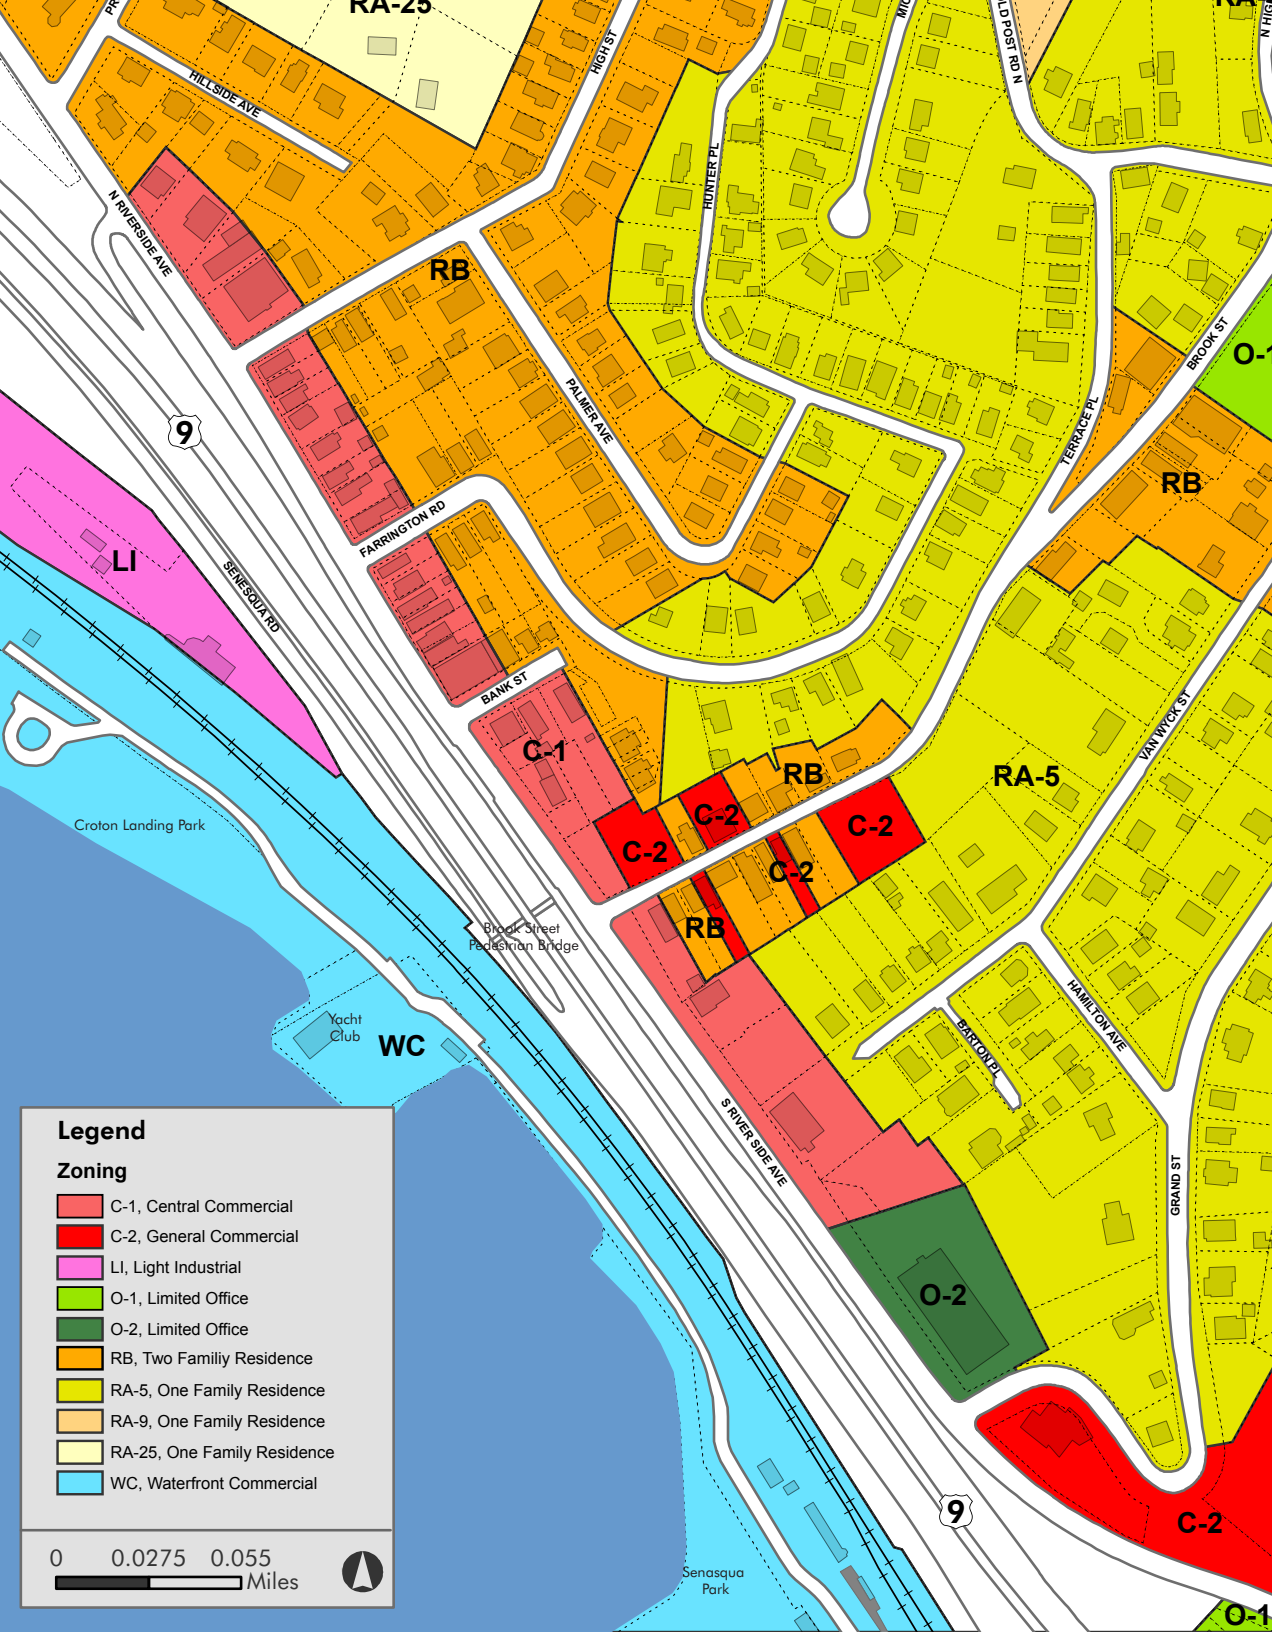 RA-25
HIGH ST
HILLSIDE AVE
OLD POST RD N
HUNTER PL
N RIVERSIDE AVE
RB
BROOK ST
O-1
PALMER AVE
TERRACE PL
9
RB
FARRINGTON RD
LI
SENESQUA RD
BANK ST
VAN WYCK ST
C-1
RB
RA-5
C-2
C-2
C-2
C-2
Croton Landing Park
RB
Brook Street
Pedestrian Bridge
Yacht
Club
WC
HAMILTON AVE
BARTON PL
S RIVER SIDE AVE
GRAND ST
O-2
9
C-2
Senasqua
Park
O-1
Legend
Zoning
C-1, Central Commercial
C-2, General Commercial
LI, Light Industrial
O-1, Limited Office
O-2, Limited Office
RB, Two Familiy Residence
RA-5, One Family Residence
RA-9, One Family Residence
RA-25, One Family Residence
WC, Waterfront Commercial
0 0.0275 0.055
Miles